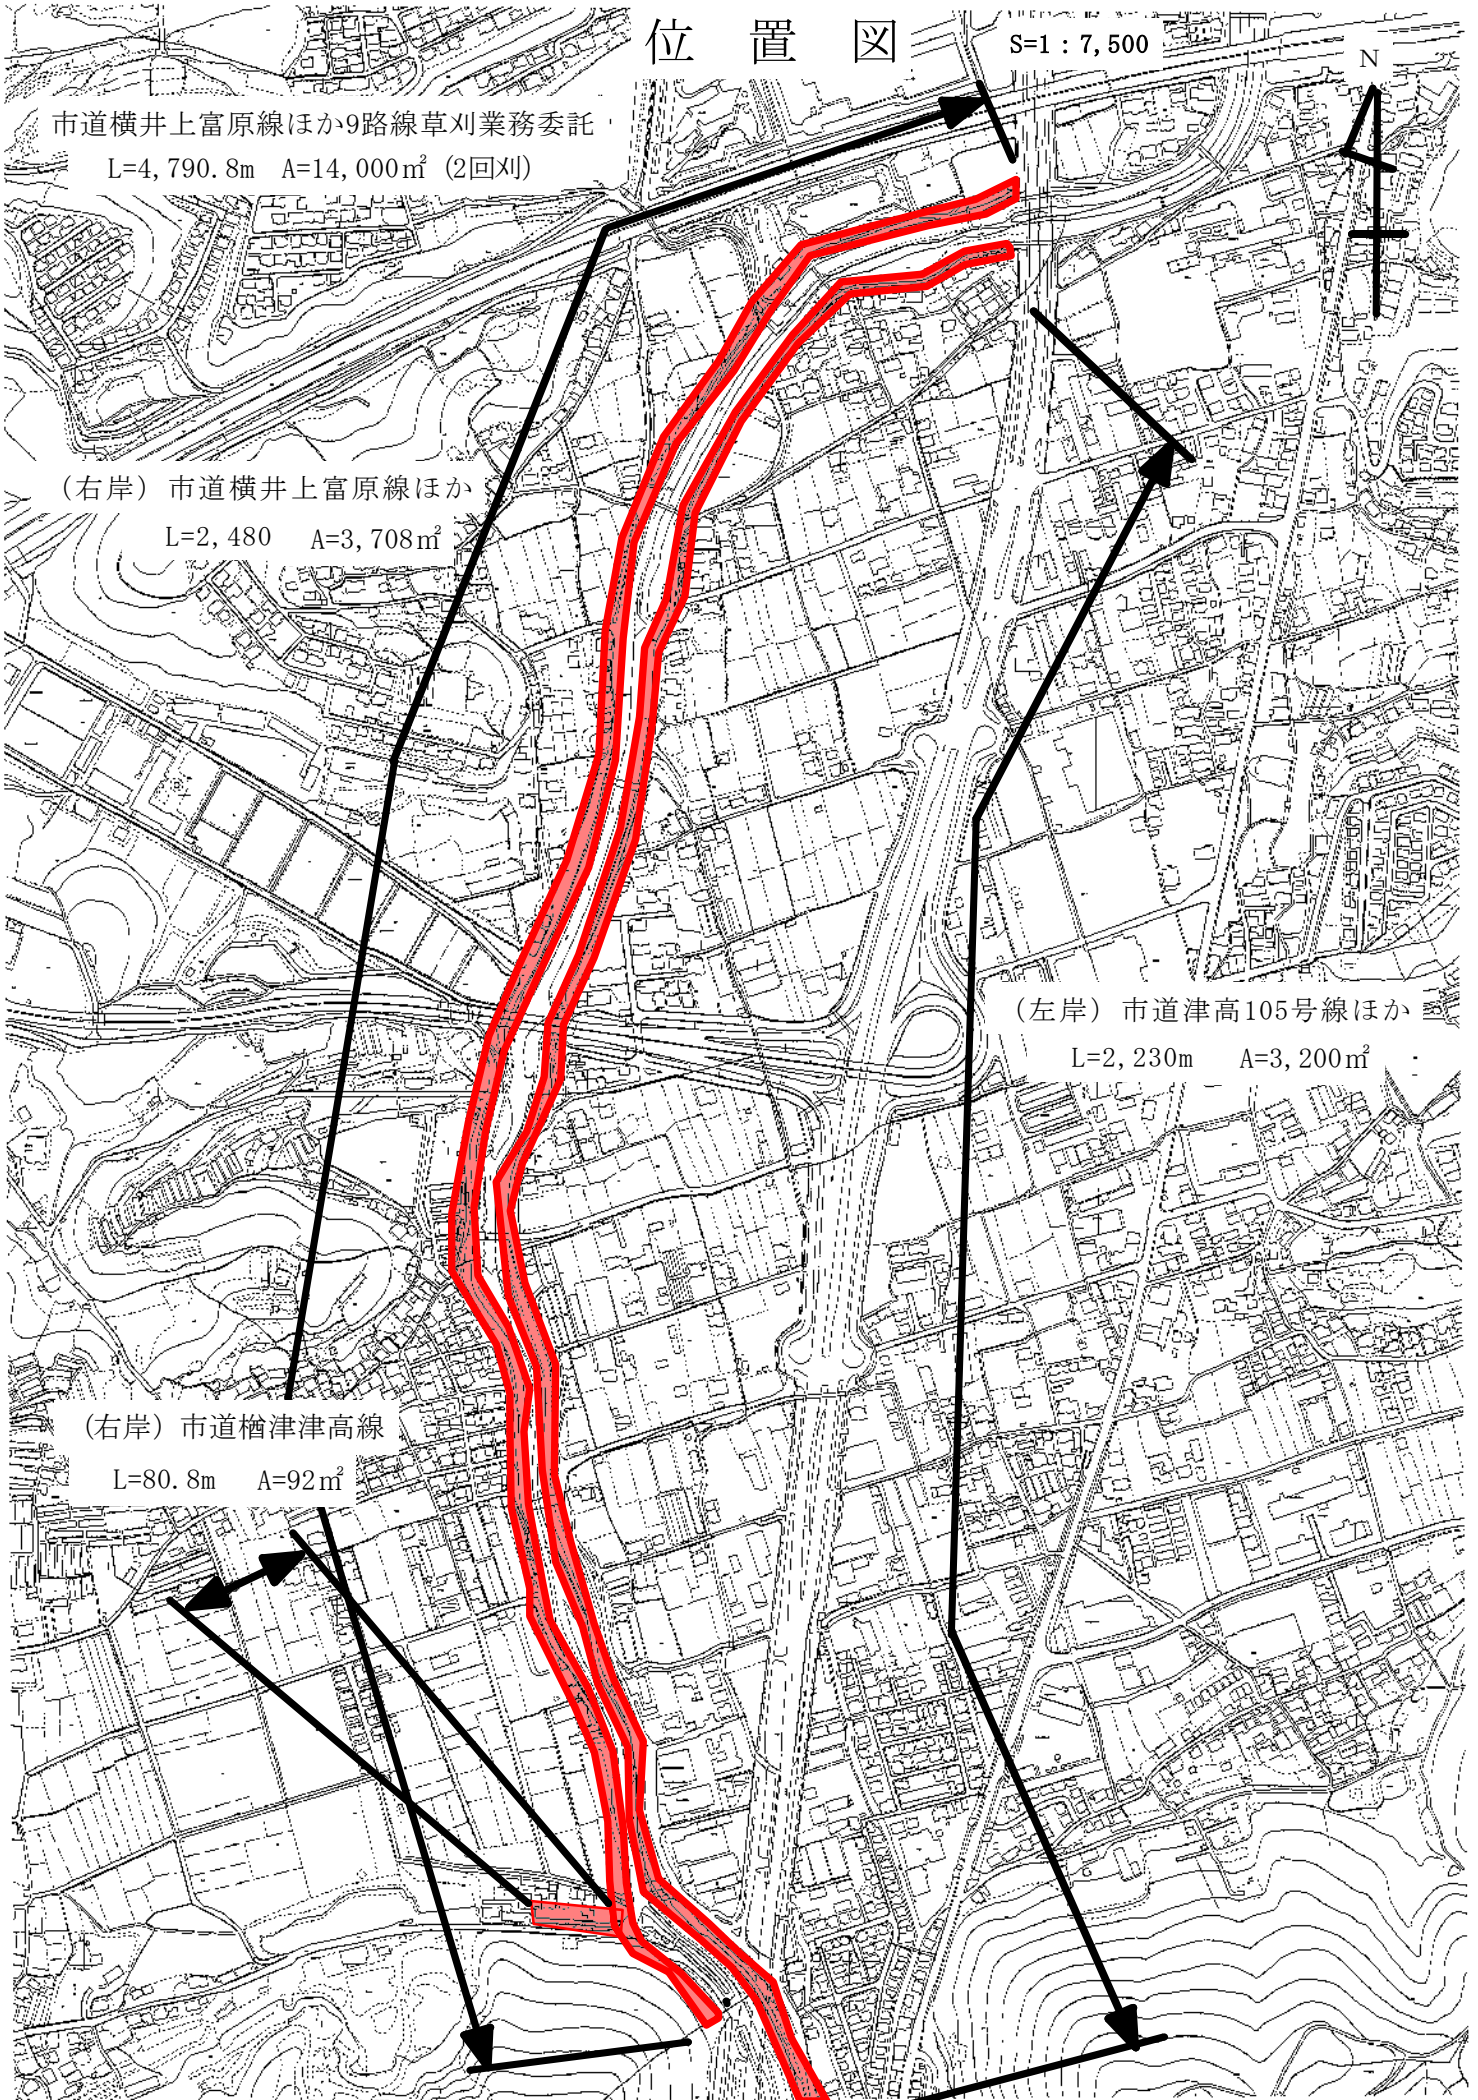 位置図
S=1:7,500
N
市道横井上富原線ほか9路線草刈業務委託
L=4,790.8m A=14,000㎡ (2回刈)
(右岸) 市道横井上富原線ほか
L=2,480 A=3,708㎡
(左岸) 市道津高105号線ほか
L=2,230m A=3,200㎡
(右岸) 市道楢津津高線
L=80.8m A=92㎡